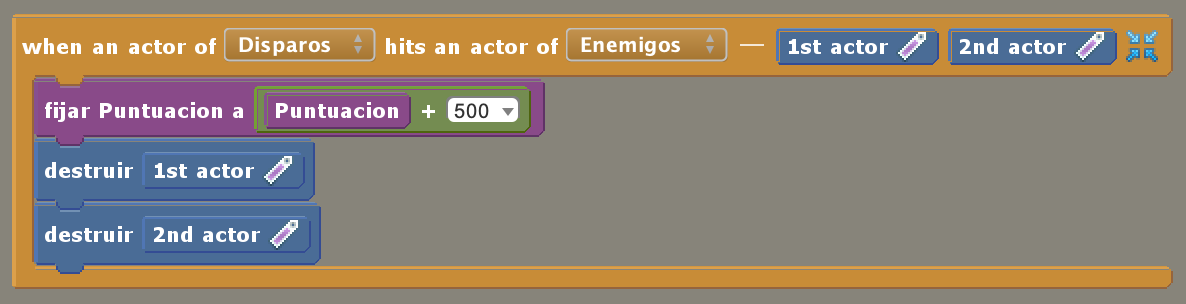 when an actor of Disparos hits an actor of Enemigos — 1st actor 2nd actor
fijar Puntuacion a Puntuacion + 500
destruir 1st actor
destruir 2nd actor